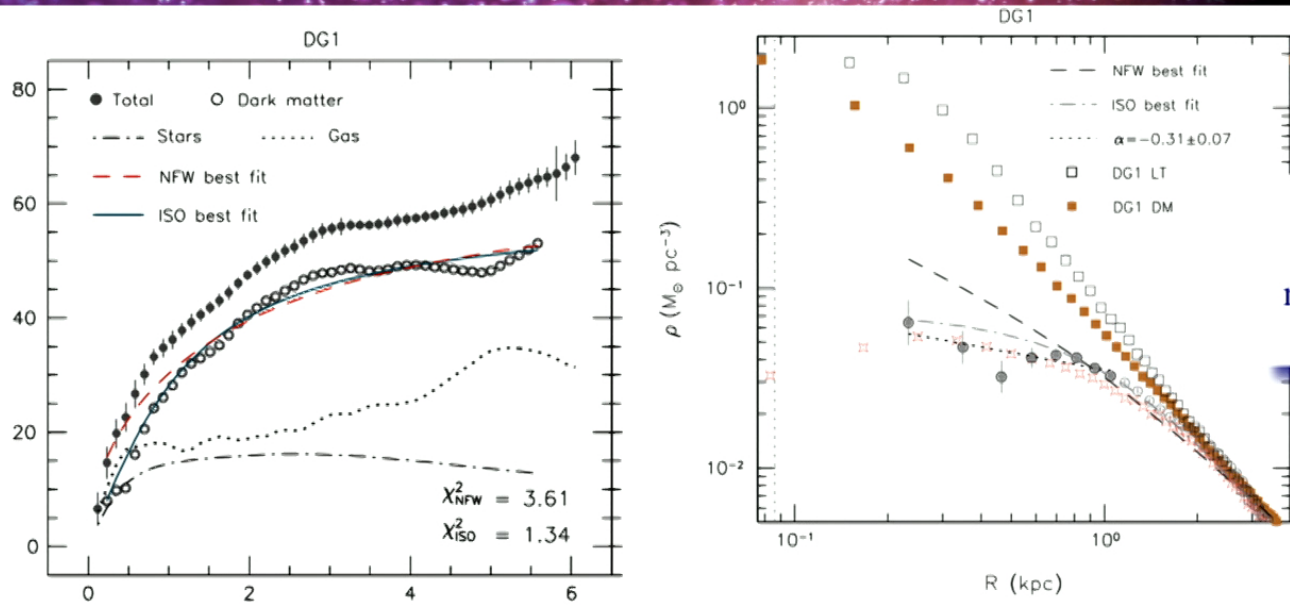 DG1
80
60
40
20
0
0 2 4 6
Total Dark matter
Stars Gas
NFW best fit
ISO best fit
χ²NFW = 3.61
χ²ISO = 1.34
DG1
ρ (M⊙ pc⁻³)
10⁰
10⁻¹
10⁻²
10⁻¹ 10⁰
R (kpc)
NFW best fit
ISO best fit
α=−0.31±0.07
DG1 LT
DG1 DM